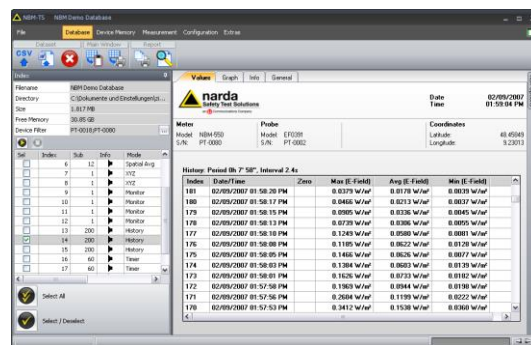 NBM-TS NBM Demo Database
File Database Device Memory Measurement Configuration Extras
Dataset Main Window Report
CSV
Index
Filename NBM Demo Database
Directory C:\Dokumente und Einstellungen\zi...
Size 1.817 MB
Free Memory 30.85 GB
Device Filter PT-0018;PT-0000 ...
Sel Index Sub Info Mode
6 12 Spatial Avg
7 1 XYZ
8 1 XYZ
9 1 Monitor
10 1 Monitor
11 1 Monitor
12 1 Monitor
13 200 History
14 200 History
15 200 History
16 60 Timer
17 60 Timer
Select All
Select / Deselect
Values Graph Info General
narda
Safety Test Solutions
Date 02/09/2007
Time 01:59:04 PM
Meter Probe Coordinates
Model NBM-550 Model EF0391 Latitude: 48.45849
S/N: PT-0000 S/N: PT-0002 Longitude: 9.23013
History: Period 0h 7' 58", Interval 2.4s
Index Date/Time Zero Max (E-Field) Avg (E-Field) Min (E-Field)
181 02/09/2007 01:58:20 PM 0.0379 W/m² 0.0178 W/m² 0.0039 W/m²
180 02/09/2007 01:58:17 PM 0.0466 W/m² 0.0213 W/m² 0.0037 W/m²
179 02/09/2007 01:58:15 PM 0.0905 W/m² 0.0336 W/m² 0.0045 W/m²
178 02/09/2007 01:58:13 PM 0.0739 W/m² 0.0306 W/m² 0.0055 W/m²
177 02/09/2007 01:58:10 PM 0.1249 W/m² 0.0580 W/m² 0.0081 W/m²
176 02/09/2007 01:58:08 PM 0.1185 W/m² 0.0622 W/m² 0.0128 W/m²
175 02/09/2007 01:58:05 PM 0.1466 W/m² 0.0626 W/m² 0.0077 W/m²
174 02/09/2007 01:58:03 PM 0.1304 W/m² 0.0603 W/m² 0.0139 W/m²
173 02/09/2007 01:58:01 PM 0.1626 W/m² 0.0733 W/m² 0.0102 W/m²
172 02/09/2007 01:57:58 PM 0.1969 W/m² 0.0944 W/m² 0.0198 W/m²
171 02/09/2007 01:57:56 PM 0.2604 W/m² 0.1199 W/m² 0.0222 W/m²
170 02/09/2007 01:57:53 PM 0.3412 W/m² 0.1538 W/m² 0.0360 W/m²